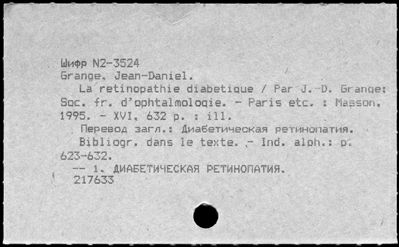 Шифр N2-3524
Grange, Jean-Daniel.
La retinopathie diabetique / Par J.-D. Grange;
Soc. fr. d'ophtalmologie. - Paris etc. : Masson,
1995. - XVI, 632 p. : ill.
Перевод загл.: Диабетическая ретинопатия.
Bibliogr. dans le texte. - Ind. alph.: p.
623-632.
-- 1. ДИАБЕТИЧЕСКАЯ РЕТИНОПАТИЯ.
217633